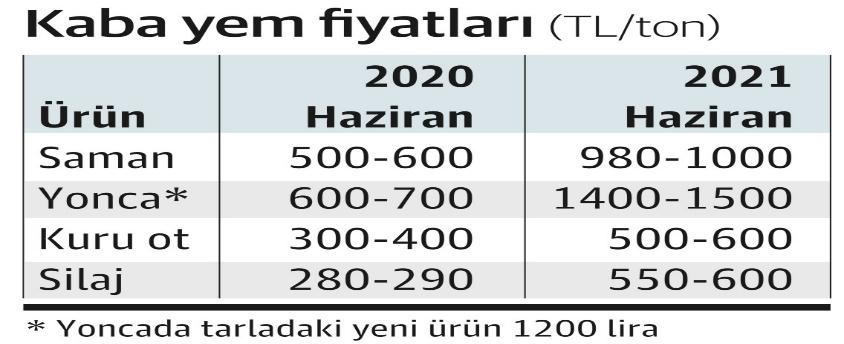 Kaba yem fiyatları (TL/ton)
2020 2021
Ürün Haziran Haziran
Saman 500-600 980-1000
Yonca* 600-700 1400-1500
Kuru ot 300-400 500-600
Silaj 280-290 550-600
* Yoncada tarladaki yeni ürün 1200 lira